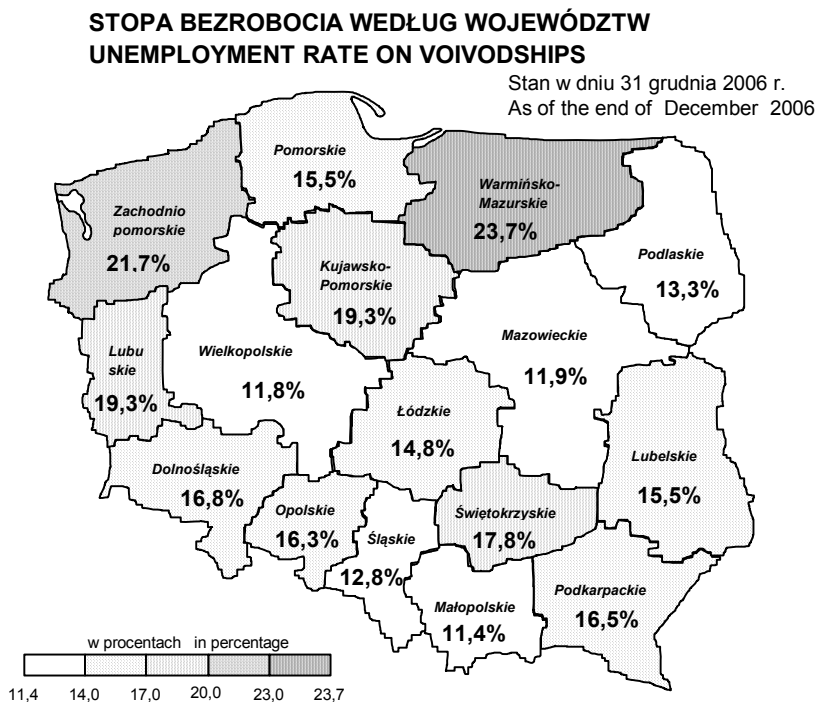 STOPA BEZROBOCIA WEDŁUG WOJEWÓDZTW
UNEMPLOYMENT RATE ON VOIVODSHIPS
Stan w dniu 31 grudnia 2006 r.
As of the end of December 2006
Pomorskie
15,5%
Warmińsko-
Mazurskie
23,7%
Zachodnio
pomorskie
21,7%
Podlaskie
13,3%
Kujawsko-
Pomorskie
19,3%
Mazowieckie
11,9%
Lubu
skie
19,3%
Wielkopolskie
11,8%
Łódzkie
14,8%
Lubelskie
15,5%
Dolnośląskie
16,8%
Opolskie
16,3%
Śląskie
12,8%
Świętokrzyskie
17,8%
Małopolskie
11,4%
Podkarpackie
16,5%
w procentach in percentage
11,4 14,0 17,0 20,0 23,0 23,7